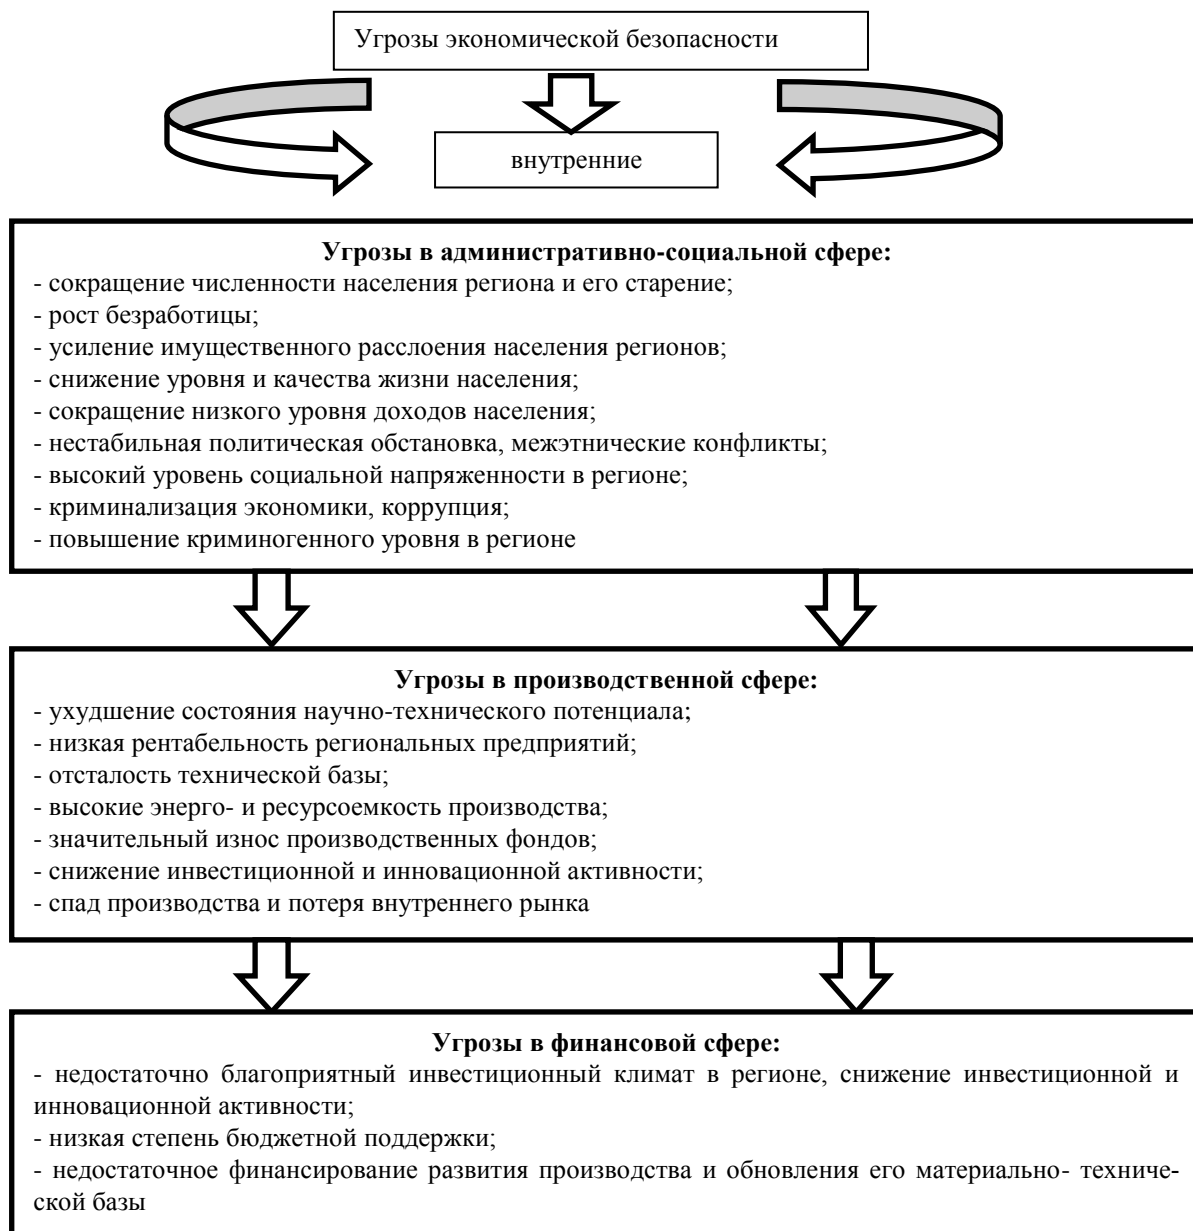 Угрозы экономической безопасности
внутренние
Угрозы в административно-социальной сфере:
- сокращение численности населения региона и его старение;
- рост безработицы;
- усиление имущественного расслоения населения регионов;
- снижение уровня и качества жизни населения;
- сокращение низкого уровня доходов населения;
- нестабильная политическая обстановка, межэтнические конфликты;
- высокий уровень социальной напряженности в регионе;
- криминализация экономики, коррупция;
- повышение криминогенного уровня в регионе
Угрозы в производственной сфере:
- ухудшение состояния научно-технического потенциала;
- низкая рентабельность региональных предприятий;
- отсталость технической базы;
- высокие энерго- и ресурсоемкость производства;
- значительный износ производственных фондов;
- снижение инвестиционной и инновационной активности;
- спад производства и потеря внутреннего рынка
Угрозы в финансовой сфере:
- недостаточно благоприятный инвестиционный климат в регионе, снижение инвестиционной и
инновационной активности;
- низкая степень бюджетной поддержки;
- недостаточное финансирование развития производства и обновления его материально- техниче-
ской базы